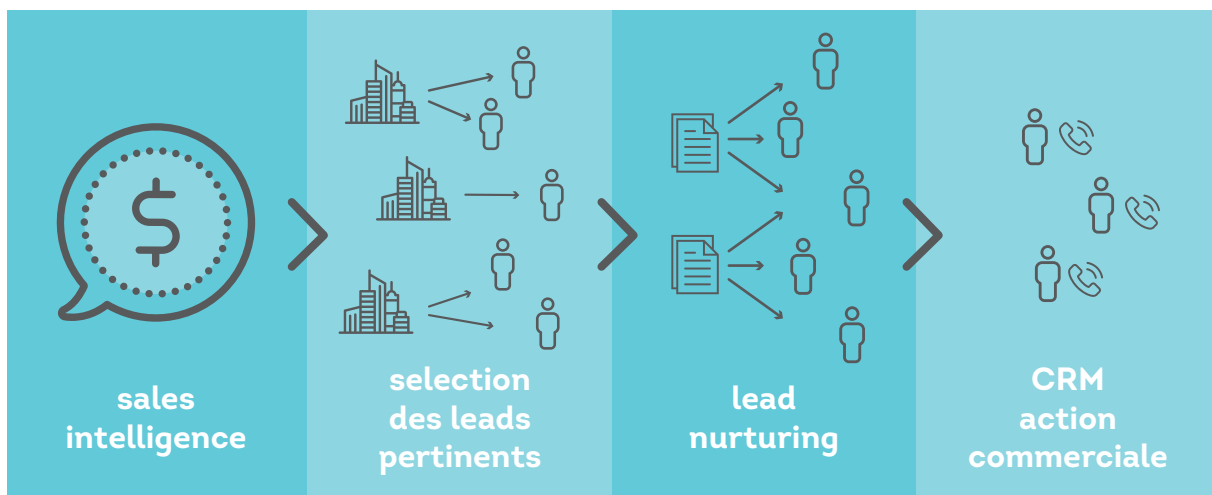 sales
intelligence
selection
des leads
pertinents
lead
nurturing
CRM
action
commerciale